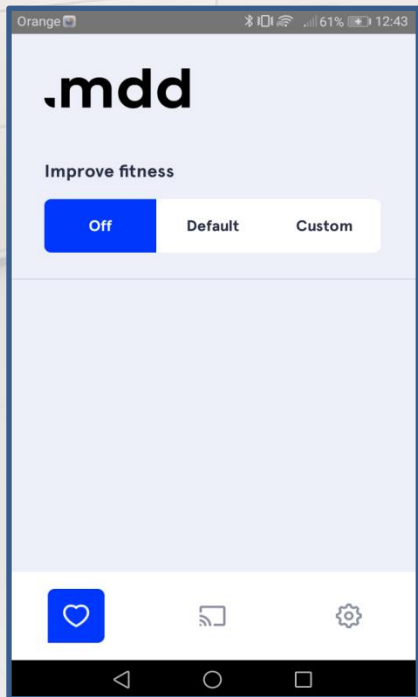 Orange 61% 12:43
.mdd
Improve fitness
Off Default Custom